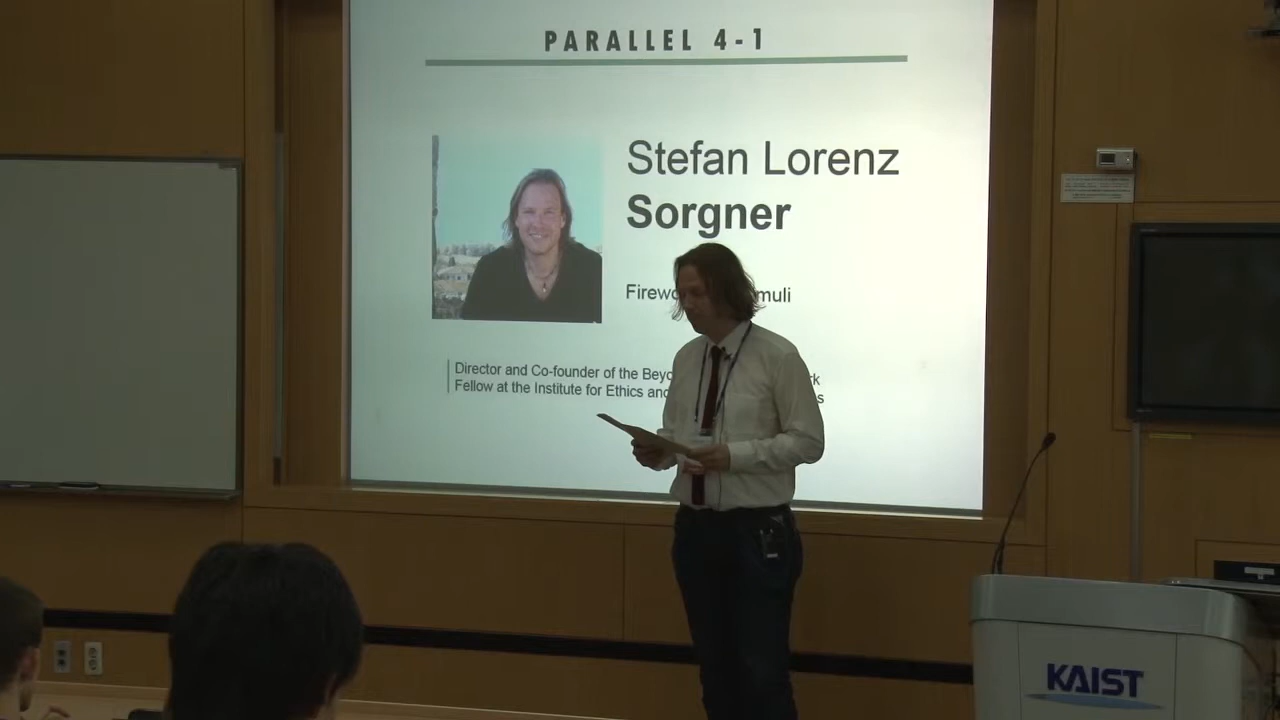 PARALLEL 4-1
Stefan Lorenz
Sorgner
Firew muli
Director and Co-founder of the Beyo rk
Fellow at the Institute for Ethics and s
KAIST